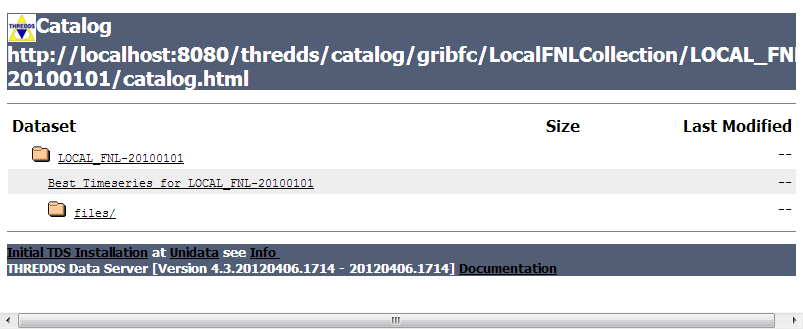 THREDDS
Catalog
http://localhost:8080/thredds/catalog/gribfc/LocalFNLCollection/LOCAL_FN
20100101/catalog.html
Dataset Size Last Modified
LOCAL_FNL-20100101 --
Best Timeseries for LOCAL_FNL-20100101 --
files/ --
Initial TDS Installation at Unidata see Info
THREDDS Data Server [Version 4.3.20120406.1714 - 20120406.1714] Documentation